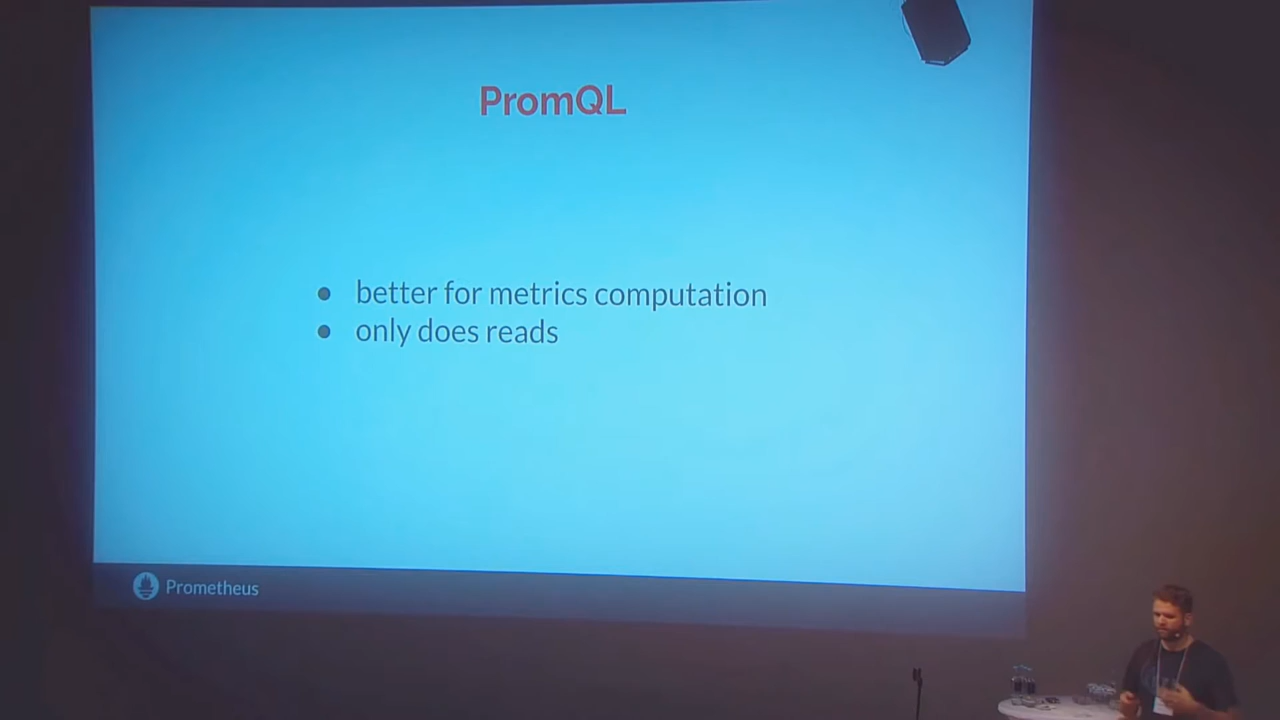 PromQL
● better for metrics computation
● only does reads
Prometheus